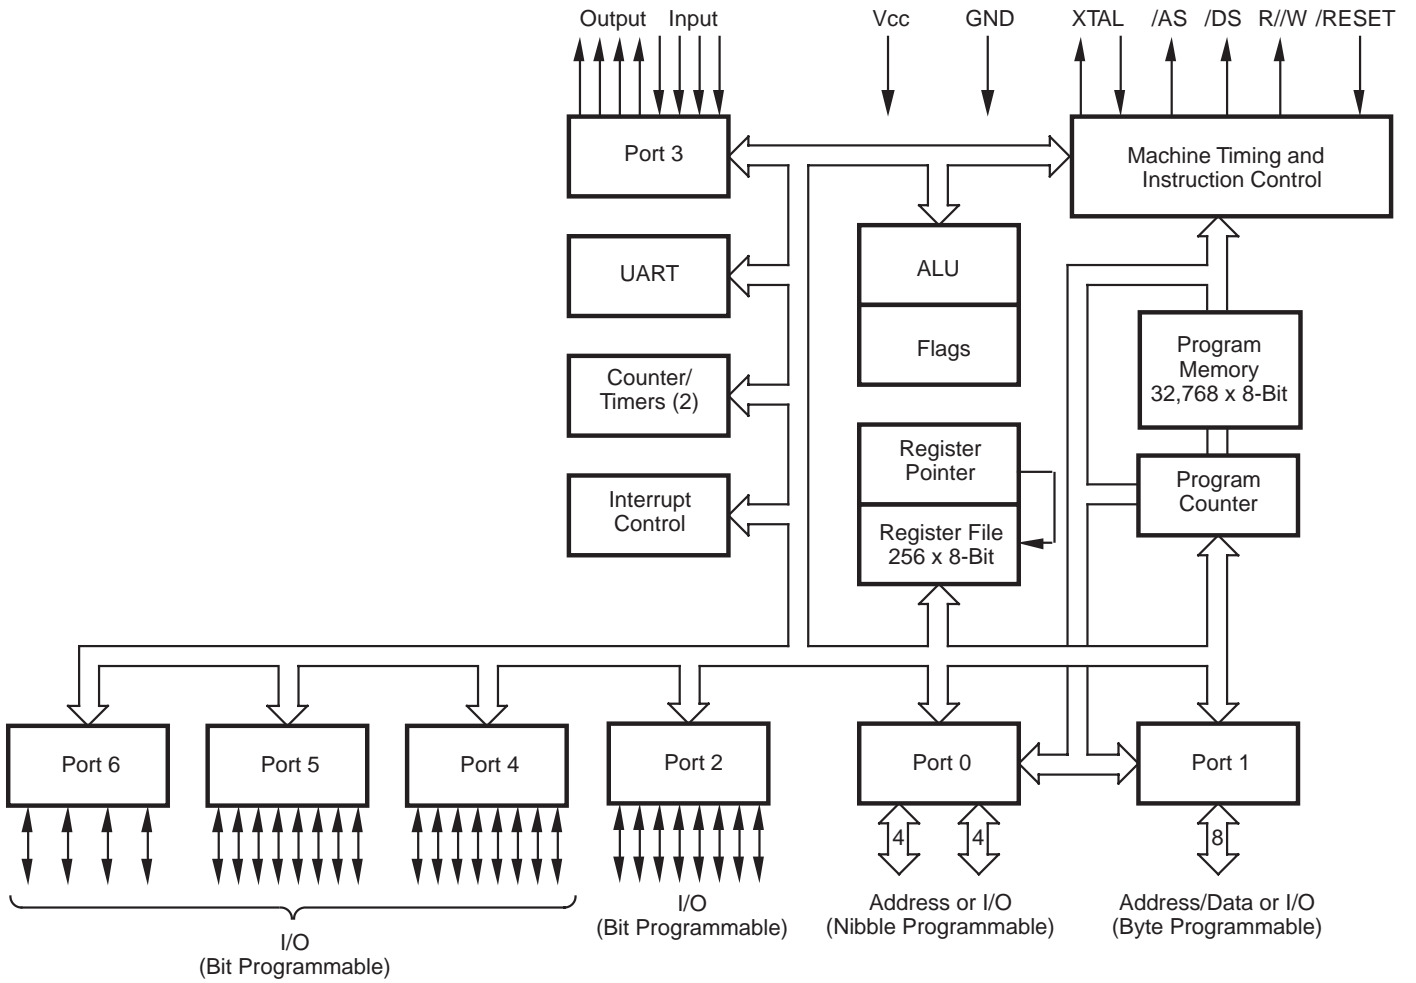 Output Input Vcc GND XTAL /AS /DS R//W /RESET
Port 3
Machine Timing and
Instruction Control
UART
ALU
Flags
Counter/
Timers (2)
Program
Memory
32,768 x 8-Bit
Interrupt
Control
Register
Pointer
Register File
256 x 8-Bit
Program
Counter
Port 6
Port 5
Port 4
Port 2
Port 0
Port 1
4
4
8
I/O
(Bit Programmable)
I/O
(Bit Programmable)
Address or I/O
(Nibble Programmable)
Address/Data or I/O
(Byte Programmable)